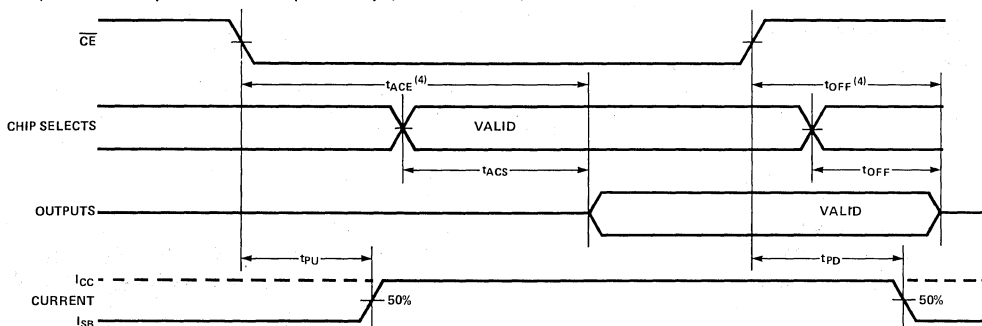 CE
tACE(4)
tOFF(4)
CHIP SELECTS
VALID
tACS
tOFF
OUTPUTS
VALID
tPU
tPD
ICC
CURRENT
50%
50%
ISB